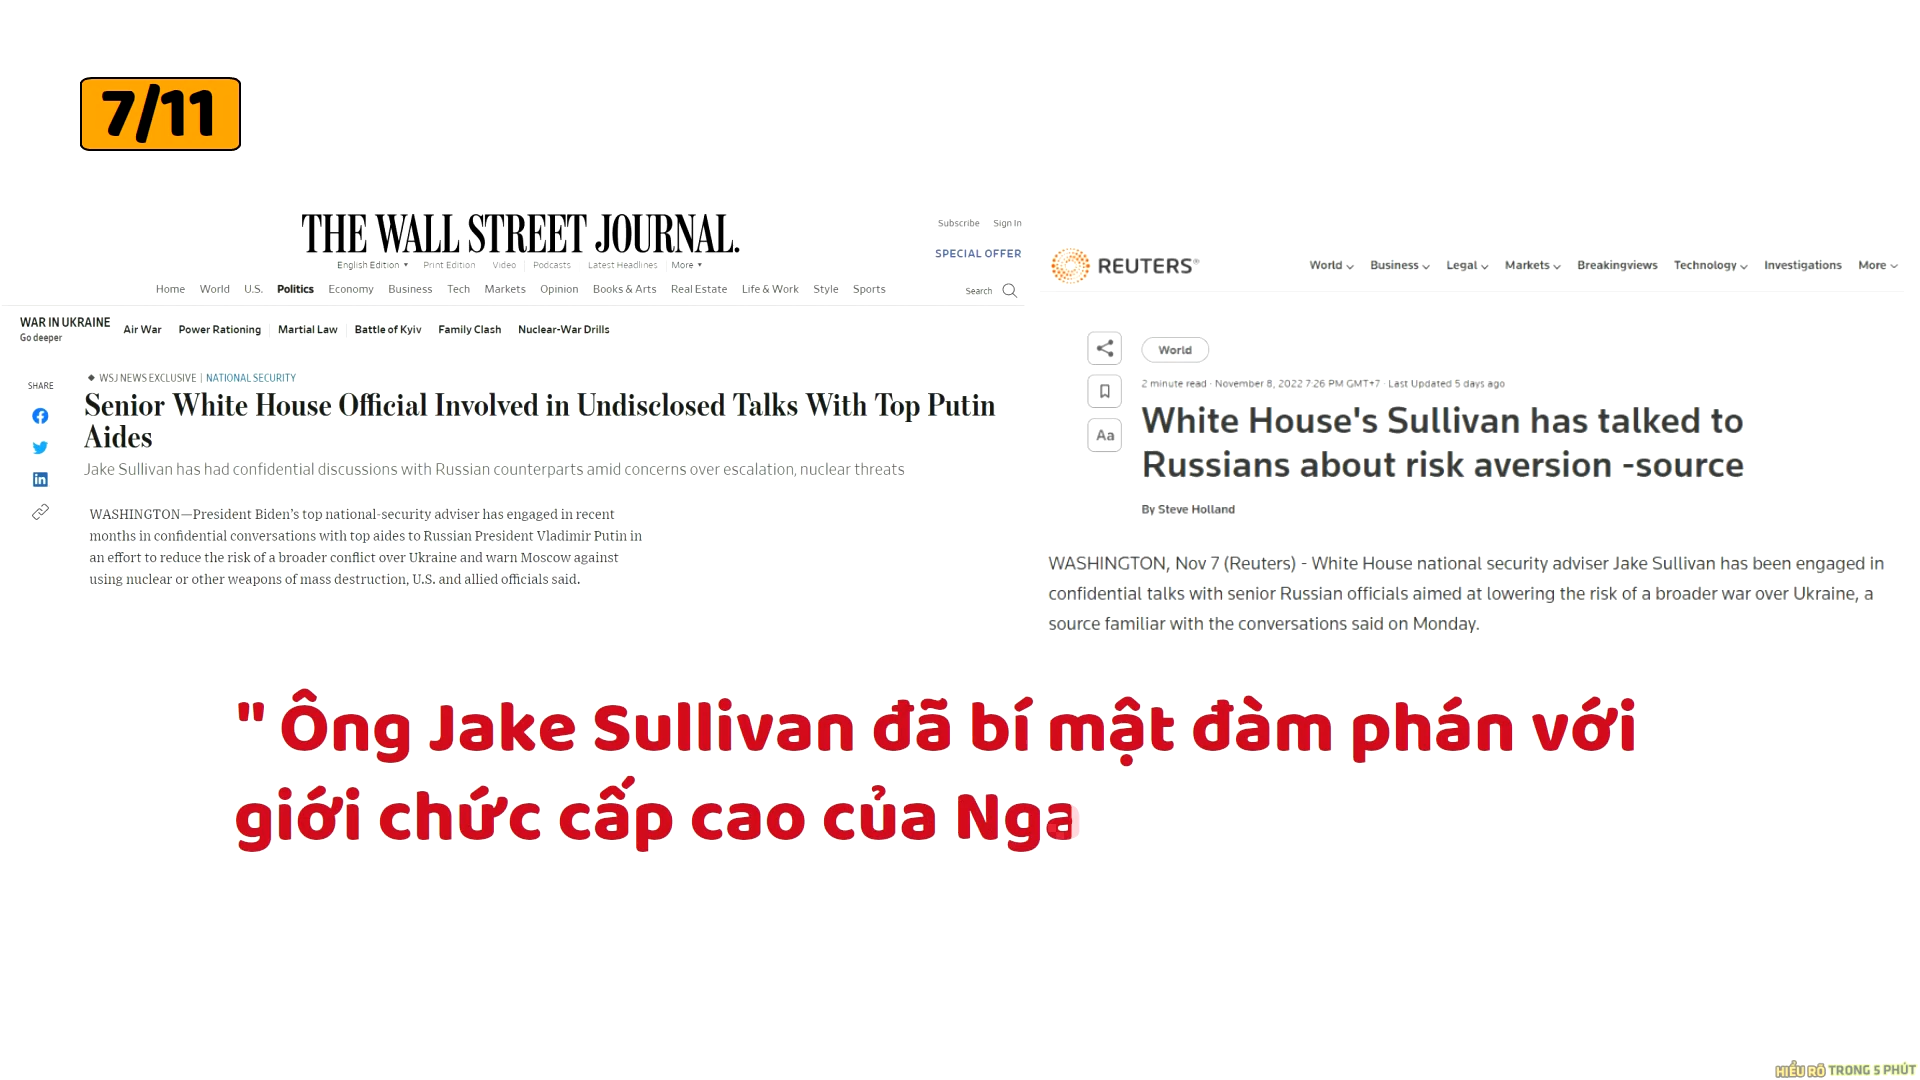 7/11
THE WALL STREET JOURNAL.
Subscribe Sign In
SPECIAL OFFER
English Edition Print Edition Video Podcasts Latest Headlines More
Home World U.S. Politics Economy Business Tech Markets Opinion Books & Arts Real Estate Life & Work Style Sports
Search
WAR IN UKRAINE
Go deeper
Air War Power Rationing Martial Law Battle of Kyiv Family Clash Nuclear-War Drills
SHARE
WSJ NEWS EXCLUSIVE | NATIONAL SECURITY
Senior White House Official Involved in Undisclosed Talks With Top Putin
Aides
Jake Sullivan has had confidential discussions with Russian counterparts amid concerns over escalation, nuclear threats
WASHINGTON—President Biden's top national-security adviser has engaged in recent
months in confidential conversations with top aides to Russian President Vladimir Putin in
an effort to reduce the risk of a broader conflict over Ukraine and warn Moscow against
using nuclear or other weapons of mass destruction, U.S. and allied officials said.
REUTERS®
World Business Legal Markets Breakingviews Technology Investigations More
World
2 minute read · November 8, 2022 7:26 PM GMT+7 · Last Updated 5 days ago
Aa
White House's Sullivan has talked to
Russians about risk aversion -source
By Steve Holland
WASHINGTON, Nov 7 (Reuters) - White House national security adviser Jake Sullivan has been engaged in
confidential talks with senior Russian officials aimed at lowering the risk of a broader war over Ukraine, a
source familiar with the conversations said on Monday.
" Ông Jake Sullivan đã bí mật đàm phán với
giới chức cấp cao của Nga
HIỂU RÕ TRONG 5 PHÚT